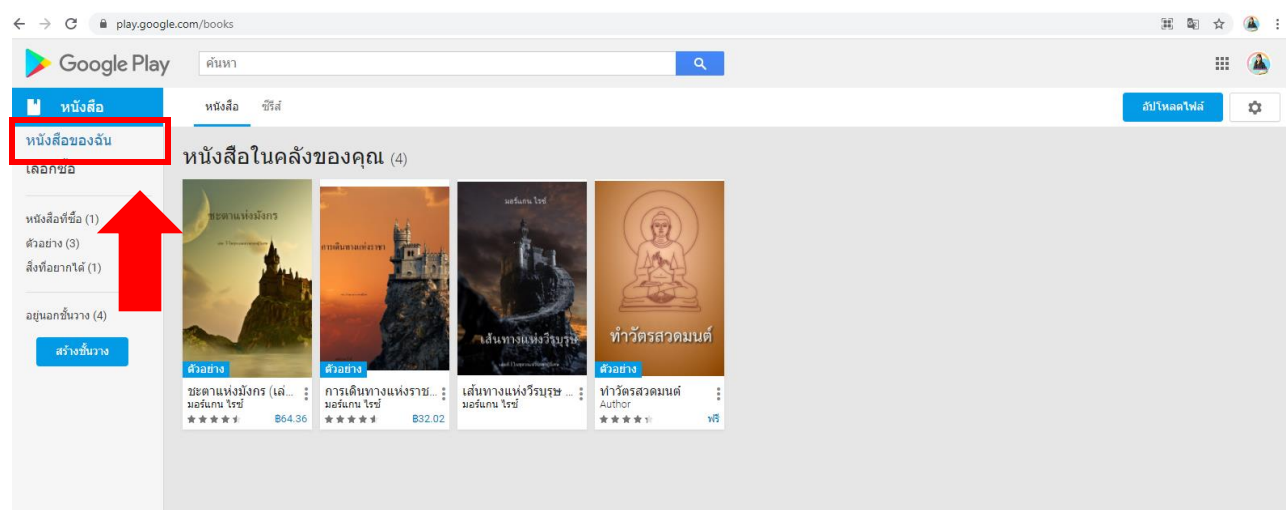 play.google.com/books
Google Play
ค้นหา
หนังสือ
หนังสือ ซีรีส์
อัปโหลดไฟล์
หนังสือของฉัน
เลือกซื้อ
หนังสือที่ซื้อ (1)
ตัวอย่าง (3)
สิ่งที่อยากได้ (1)
อยู่นอกชั้นวาง (4)
สร้างชั้นวาง
หนังสือในคลังของคุณ (4)
ชะตาแห่งมังกร
ตัวอย่าง
ชะตาแห่งมังกร (เล่...
มอร์แกน ไรซ์
฿64.36
การเดินทางแห่งราชา
ตัวอย่าง
การเดินทางแห่งราช...
มอร์แกน ไรซ์
฿32.02
มอร์แกน ไรซ์
เส้นทางแห่งวีรบุรุษ
เส้นทางแห่งวีรบุรุษ ...
มอร์แกน ไรซ์
ทำวัตรสวดมนต์
ตัวอย่าง
ทำวัตรสวดมนต์
Author
ฟรี